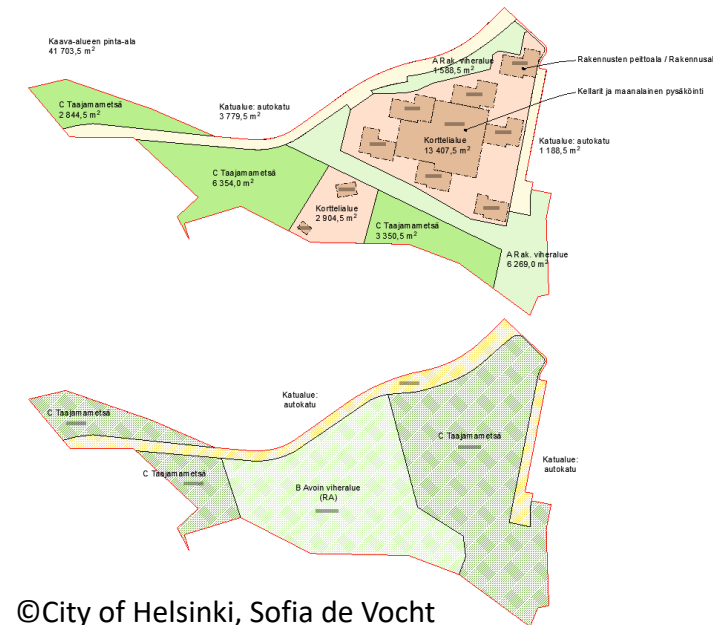 Kaava-alueen pinta-ala
41 703,5 m²
A Rak. viheralue
1 588,5 m²
Rakennusten peittoala / Rakennusal
Kellarit ja maanalainen pysäköinti
C Taajamametsä
2 844,5 m²
Katualue: autokatu
3 779,5 m²
Korttelialue
13 407,5 m²
Katualue: autokatu
1 188,5 m²
C Taajamametsä
6 354,0 m²
Korttelialue
2 904,5 m²
C Taajamametsä
3 350,5 m²
A Rak. viheralue
6 269,0 m²
Katualue:
autokatu
C Taajamametsä
C Taajamametsä
Katualue:
autokatu
C Taajamametsä
B Avoin viheralue
(RA)
©City of Helsinki, Sofia de Vocht